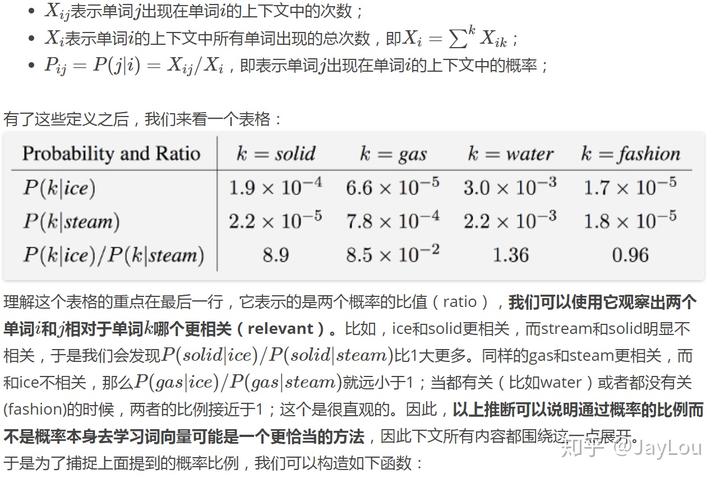 • X_{ij}表示单词j出现在单词i的上下文中的次数；
• X_i表示单词i的上下文中所有单词出现的总次数，即X_i = ∑^k X_{ik}；
• P_{ij} = P(j|i) = X_{ij}/X_i，即表示单词j出现在单词i的上下文中的概率；
有了这些定义之后，我们来看一个表格：
Probability and Ratio k = solid k = gas k = water k = fashion
P(k|ice) 1.9 × 10^{−4} 6.6 × 10^{−5} 3.0 × 10^{−3} 1.7 × 10^{−5}
P(k|steam) 2.2 × 10^{−5} 7.8 × 10^{−4} 2.2 × 10^{−3} 1.8 × 10^{−5}
P(k|ice)/P(k|steam) 8.9 8.5 × 10^{−2} 1.36 0.96
理解这个表格的重点在最后一行，它表示的是两个概率的比值（ratio），我们可以使用它观察出两个
单词i和j相对于单词k哪个更相关（relevant）。比如，ice和solid更相关，而stream和solid明显不
相关，于是我们会发现P(solid|ice)/P(solid|steam)比1大更多。同样的gas和steam更相关，而
和ice不相关，那么P(gas|ice)/P(gas|steam)就远小于1；当都有关（比如water）或者都没有关
(fashion)的时候，两者的比例接近于1；这个是很直观的。因此，以上推断可以说明通过概率的比例而
不是概率本身去学习词向量可能是一个更恰当的方法，因此下文所有内容都围绕这一点展开。
于是为了捕捉上面提到的概率比例，我们可以构造如下函数：
知乎 @JayLou